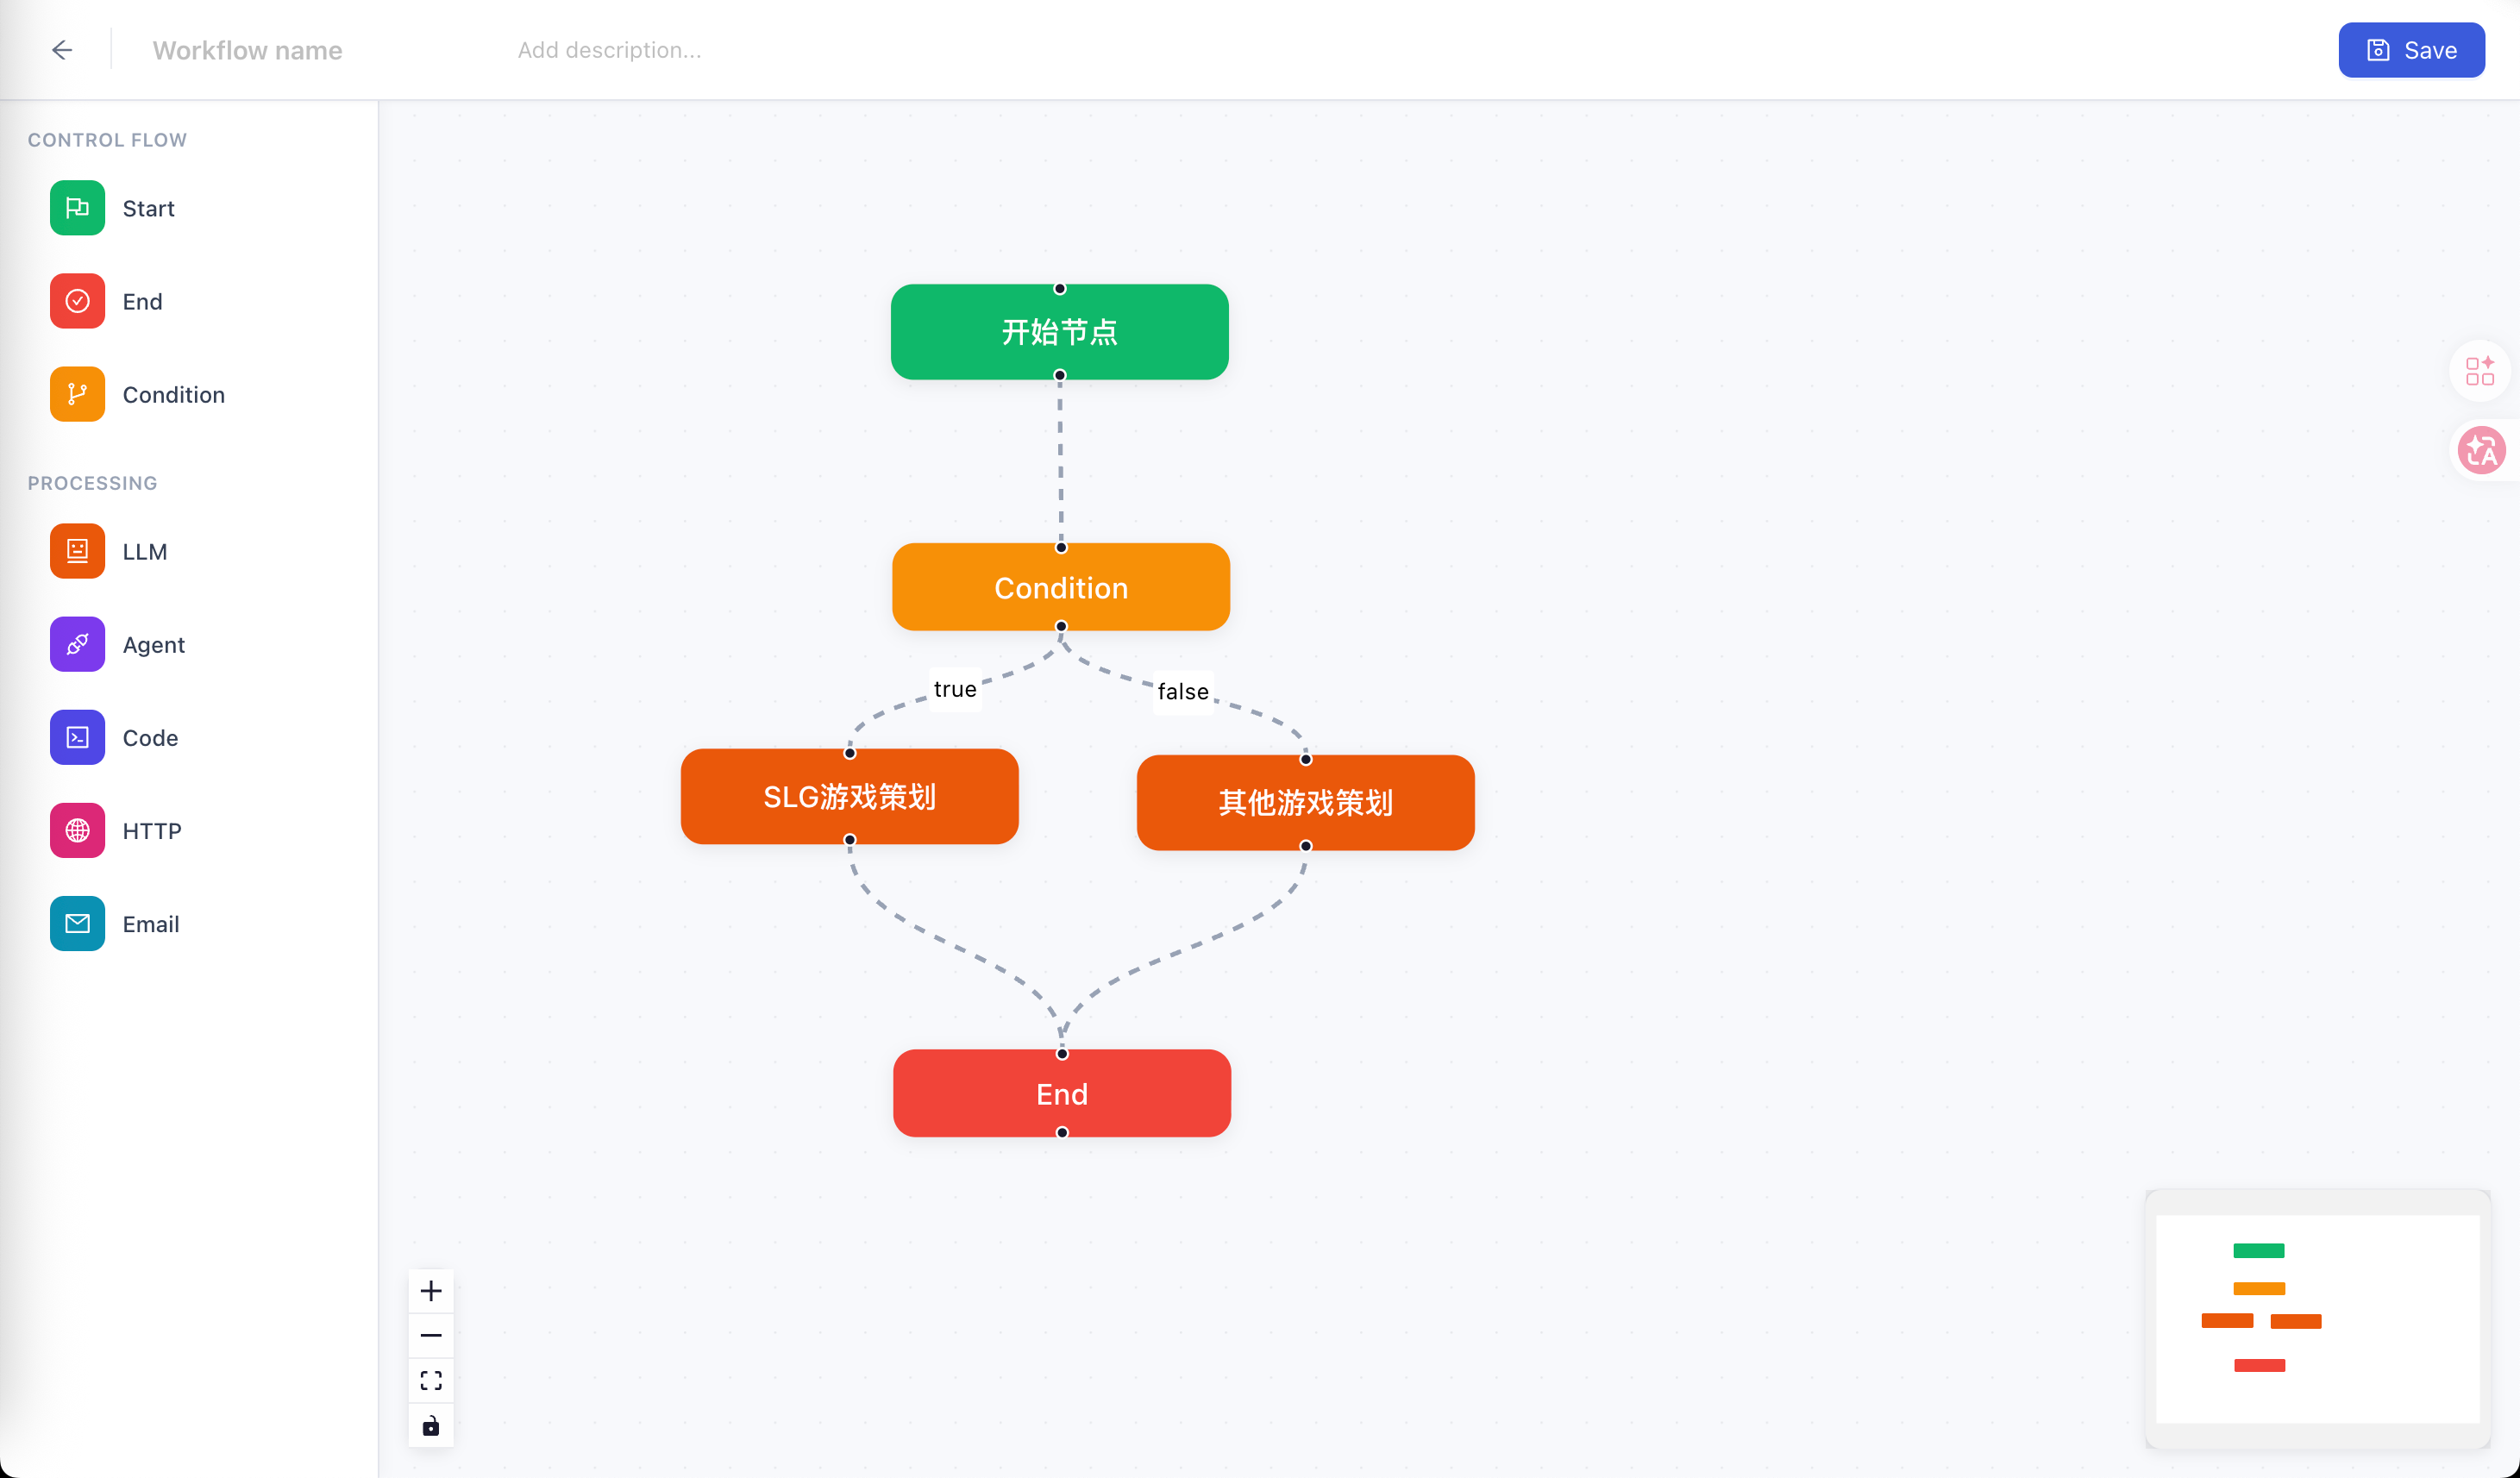 Workflow name
Add description...
Save
CONTROL FLOW
Start
End
Condition
PROCESSING
LLM
Agent
Code
HTTP
Email
开始节点
Condition
true
false
SLG游戏策划
其他游戏策划
End